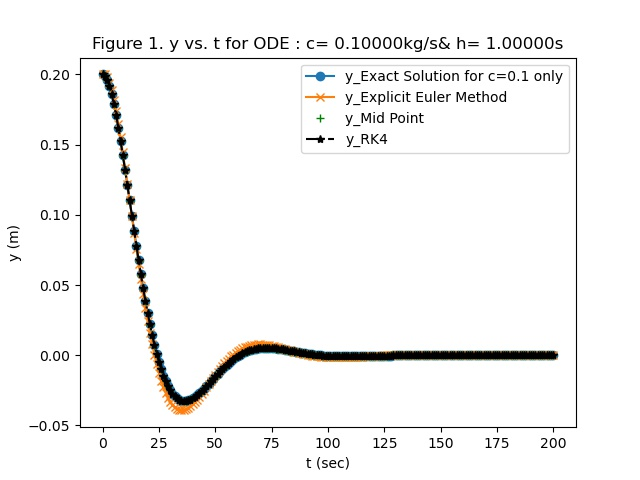 Figure 1. y vs. t for ODE : c= 0.10000kg/s& h= 1.00000s
y_Exact Solution for c=0.1 only
y_Explicit Euler Method
y_Mid Point
y_RK4
0.20
0.15
0.10
0.05
0.00
−0.05
y (m)
0 25 50 75 100 125 150 175 200
t (sec)